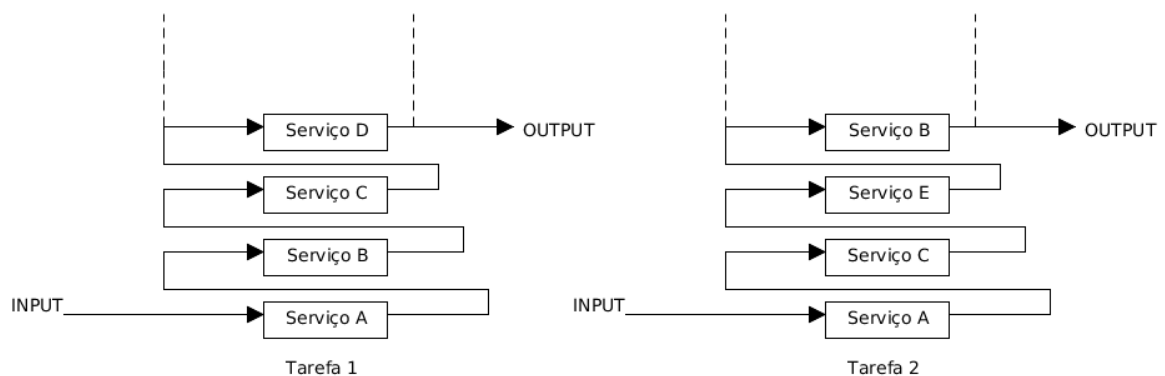 Serviço D
OUTPUT
Serviço C
Serviço B
INPUT
Serviço A
Tarefa 1
Serviço B
OUTPUT
Serviço E
Serviço C
INPUT
Serviço A
Tarefa 2